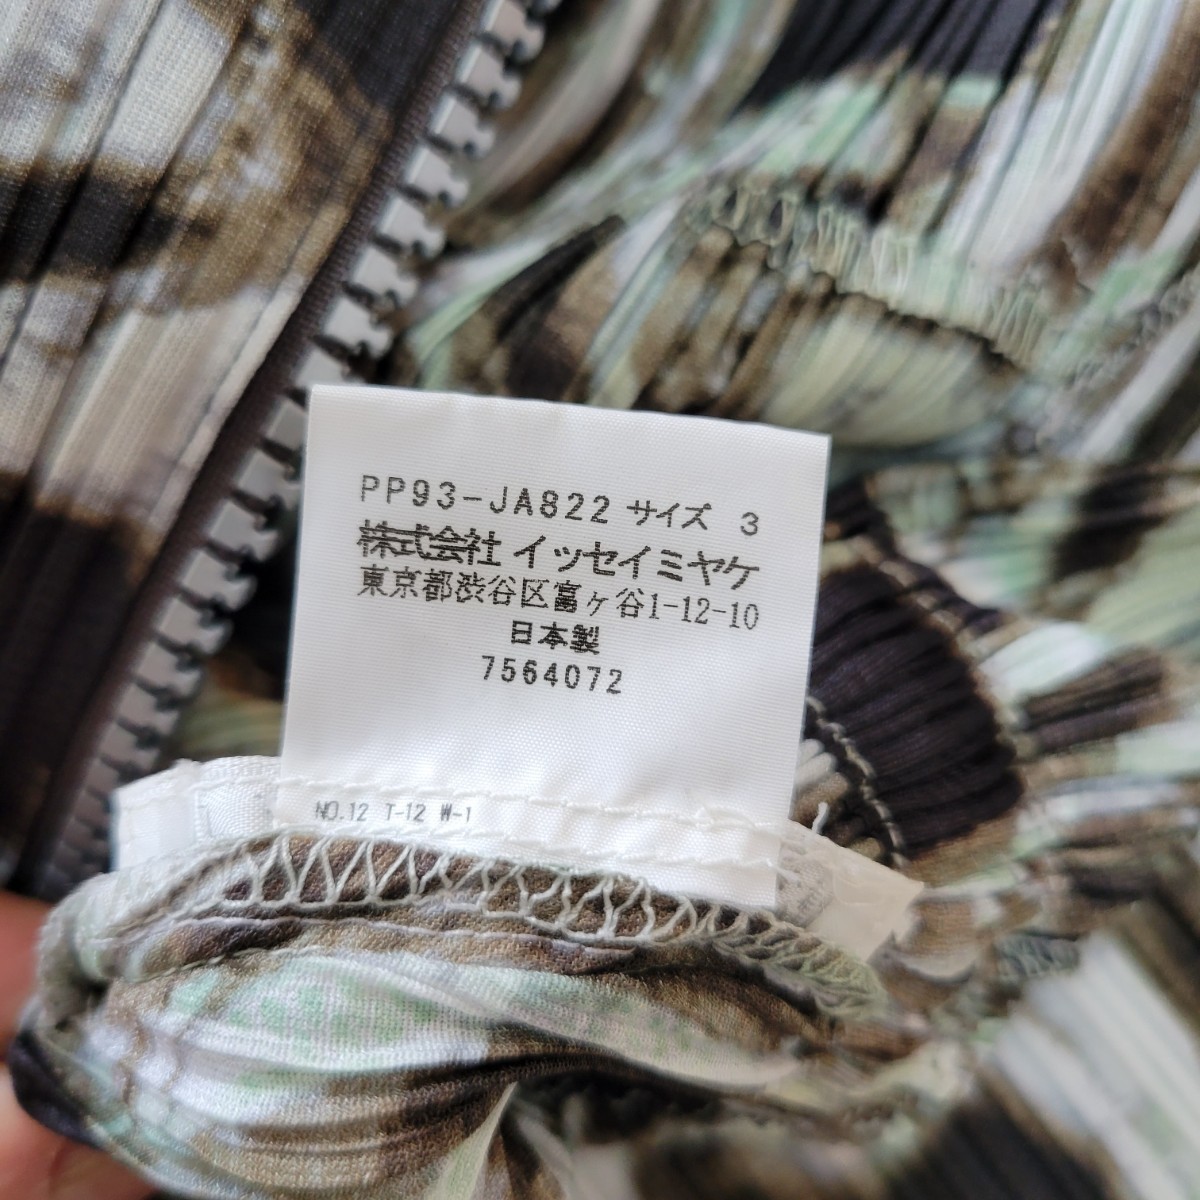 PP93-JA822 サイズ 3
株式会社 イッセイミヤケ
東京都渋谷区富ヶ谷1-12-10
日本製
7564072
NO.12 T-12 W-1